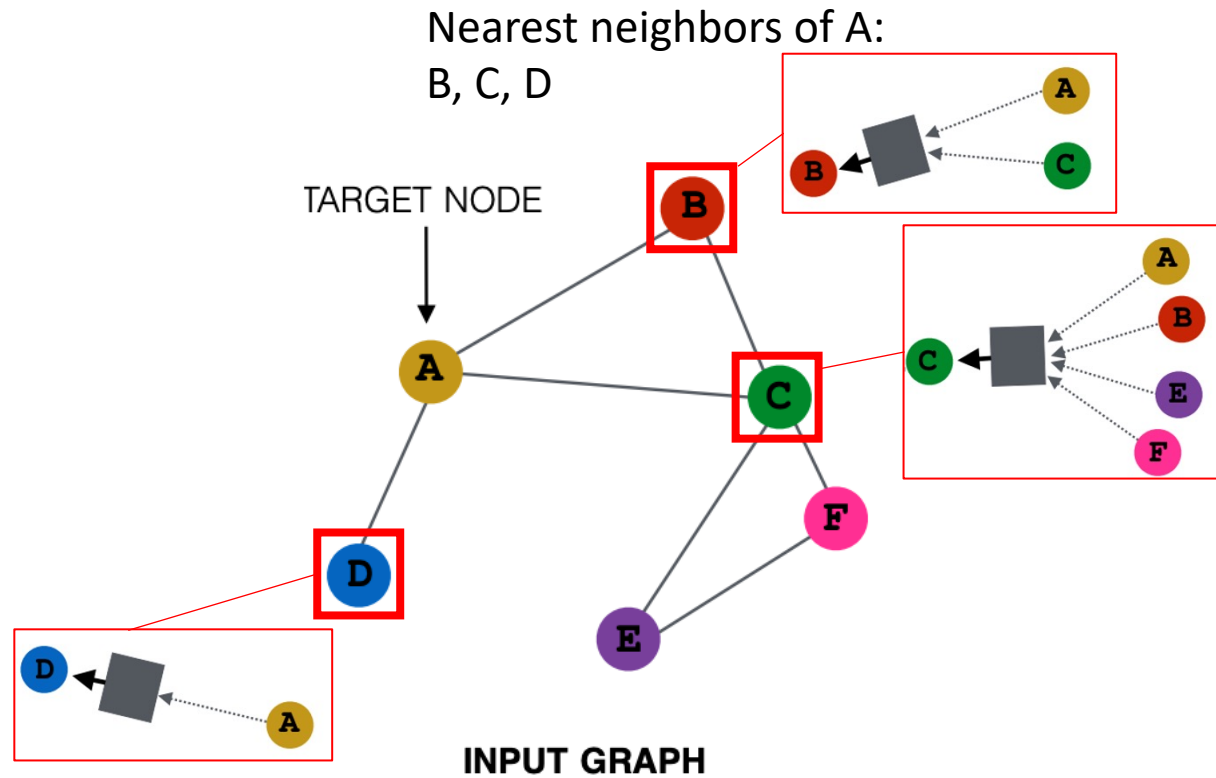 Nearest neighbors of A:
B, C, D
A
B
C
TARGET NODE
B
A
B
C
E
F
A
C
F
D
E
D
A
INPUT GRAPH